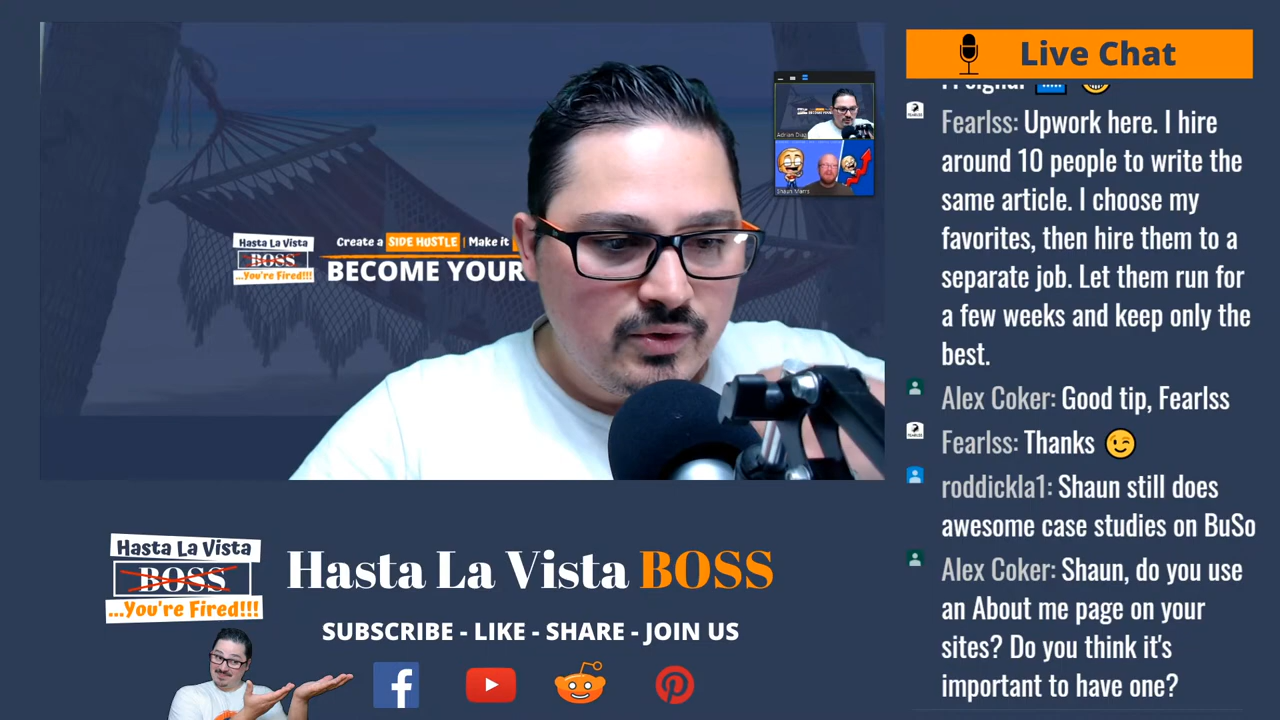 Hasta La Vista
BOSS
...You're Fired!!!
Create a SIDE HUSTLE | Make it
BECOME YOUR
Live Chat
Fearlss: Upwork here. I hire
around 10 people to write the
same article. I choose my
favorites, then hire them to a
separate job. Let them run for
a few weeks and keep only the
best.
Alex Coker: Good tip, Fearlss
Fearlss: Thanks 😉
roddickla1: Shaun still does
awesome case studies on BuSo
Alex Coker: Shaun, do you use
an About me page on your
sites? Do you think it's
important to have one?
Hasta La Vista
BOSS
...You're Fired!!!
Hasta La Vista BOSS
SUBSCRIBE - LIKE - SHARE - JOIN US